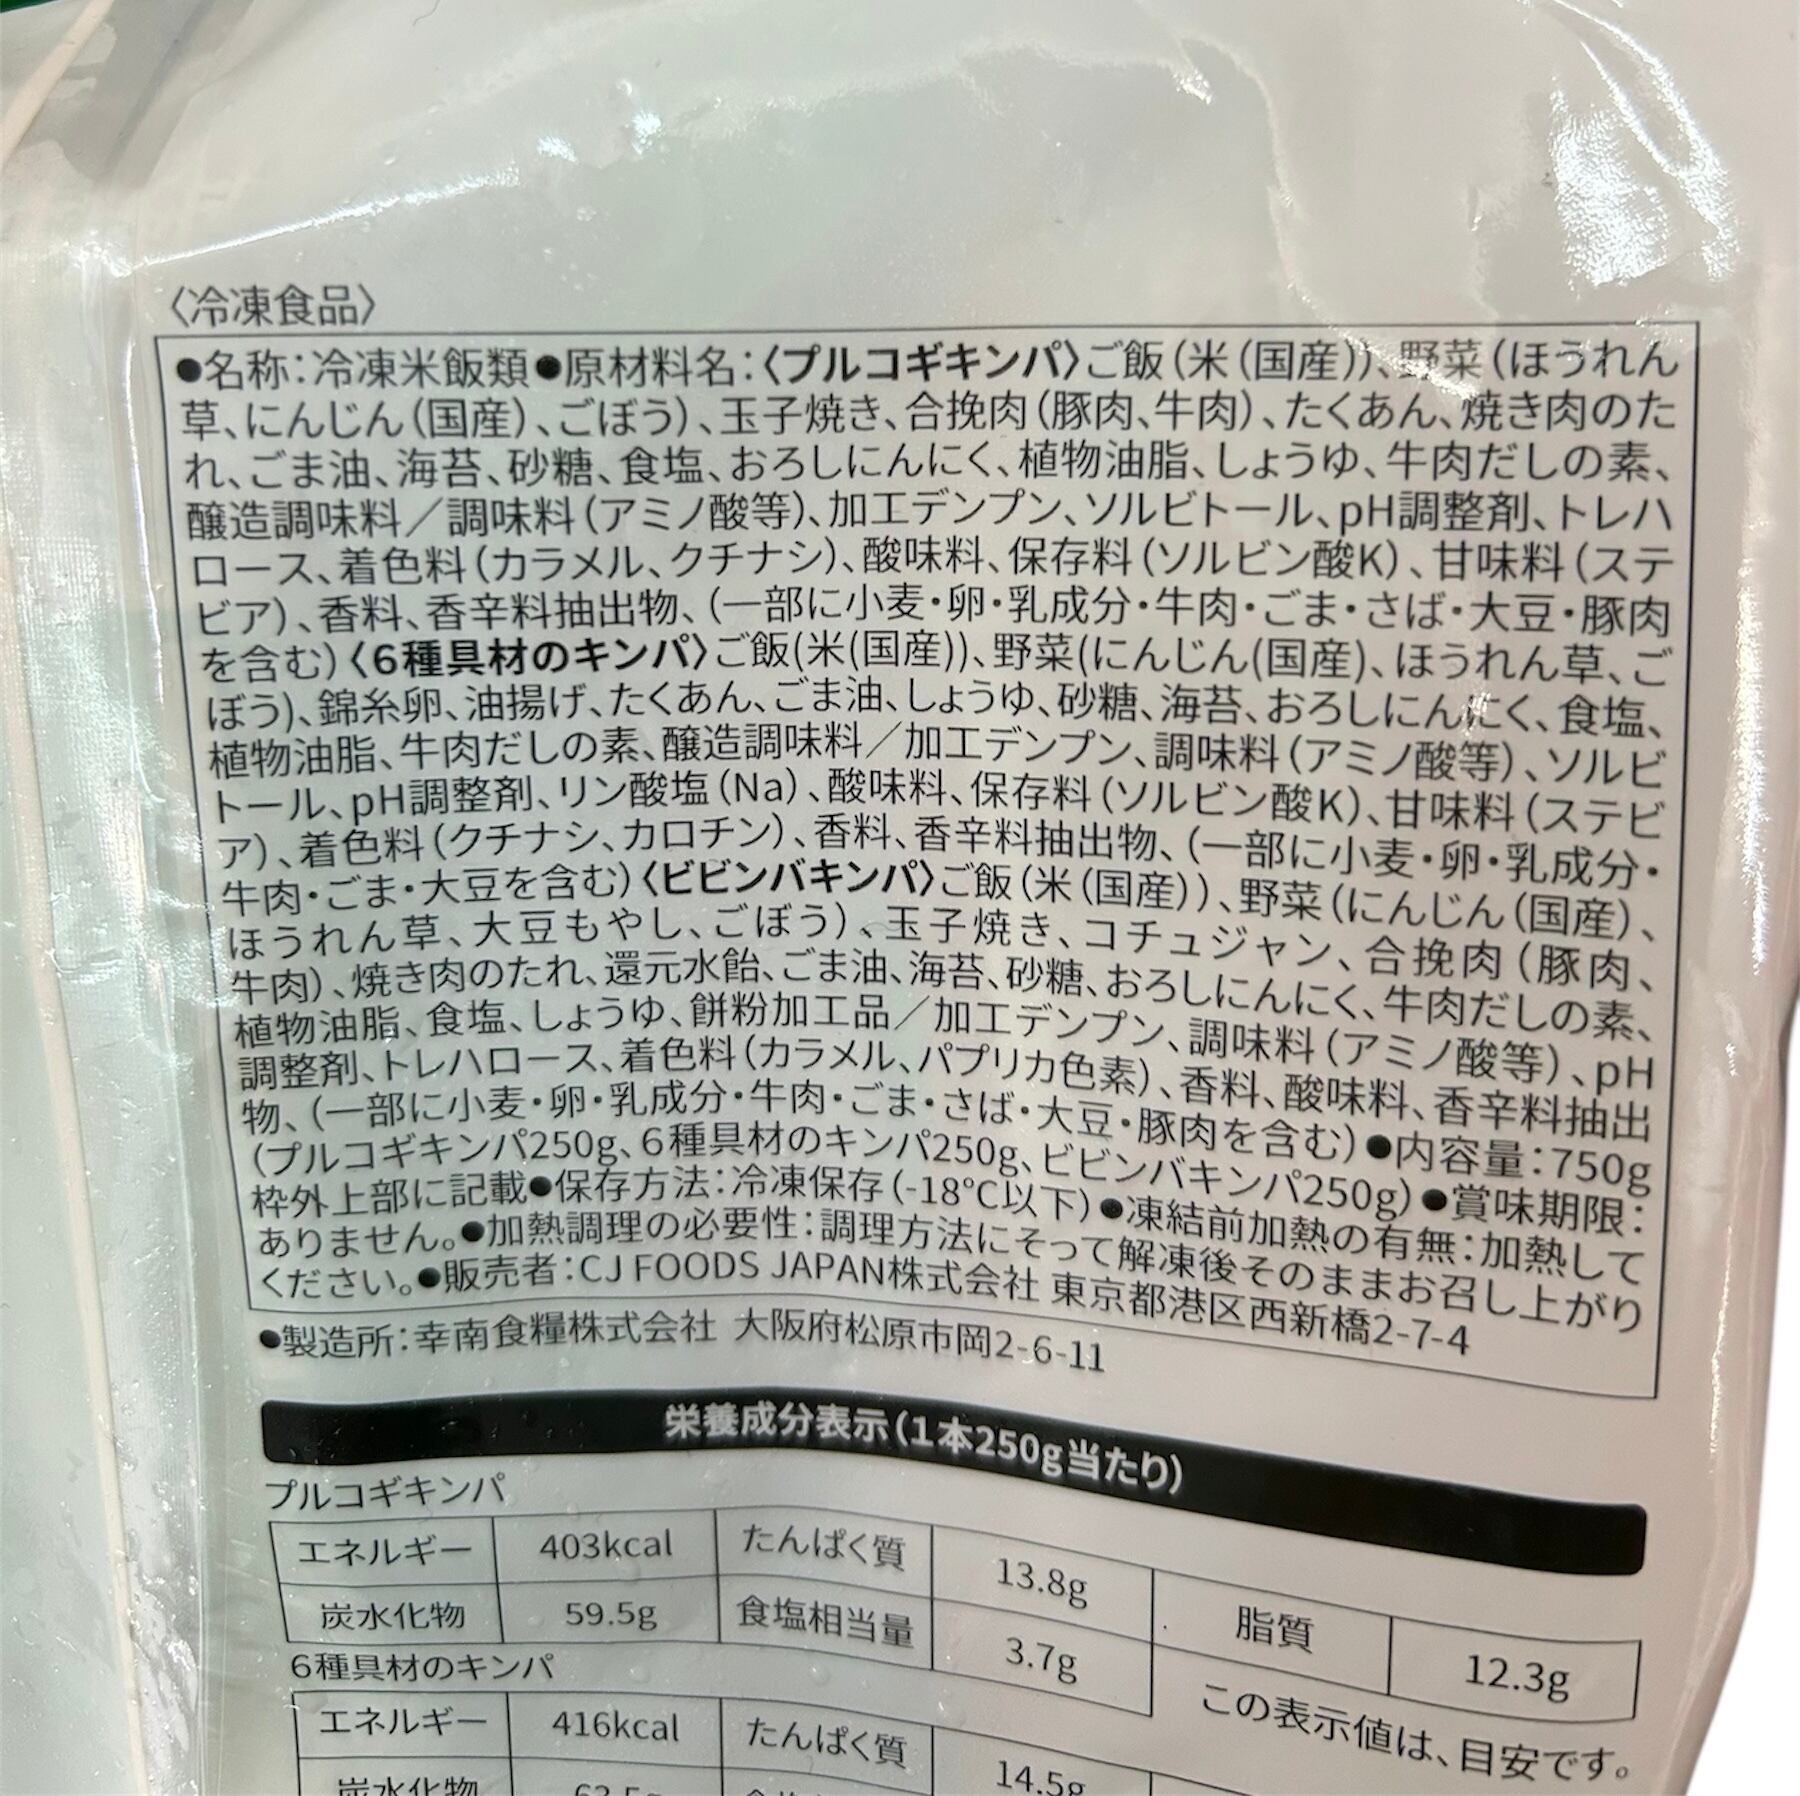 〈冷凍食品〉
●名称：冷凍米飯類●原材料名：〈プルコギキンパ〉ご飯（米（国産））、野菜（ほうれん
草、にんじん（国産）、ごぼう）、玉子焼き、合挽肉（豚肉、牛肉）、たくあん、焼き肉のた
れ、ごま油、海苔、砂糖、食塩、おろしにんにく、植物油脂、しょうゆ、牛肉だしの素、
醸造調味料／調味料（アミノ酸等）、加工デンプン、ソルビトール、pH調整剤、トレハ
ロース、着色料（カラメル、クチナシ）、酸味料、保存料（ソルビン酸K）、甘味料（ステ
ビア）、香料、香辛料抽出物、（一部に小麦・卵・乳成分・牛肉・ごま・さば・大豆・豚肉
を含む）〈6種具材のキンパ〉ご飯(米(国産))、野菜(にんじん(国産)、ほうれん草、ご
ぼう)、錦糸卵、油揚げ、たくあん、ごま油、しょうゆ、砂糖、海苔、おろしにんにく、食塩、
植物油脂、牛肉だしの素、醸造調味料／加工デンプン、調味料（アミノ酸等）、ソルビ
トール、pH調整剤、リン酸塩（Na）、酸味料、保存料（ソルビン酸K）、甘味料（ステビ
ア）、着色料（クチナシ、カロチン）、香料、香辛料抽出物、（一部に小麦・卵・乳成分・
牛肉・ごま・大豆を含む）〈ビビンバキンパ〉ご飯（米（国産））、野菜（にんじん（国産）、
ほうれん草、大豆もやし、ごぼう）、玉子焼き、コチュジャン、合挽肉（豚肉、
牛肉）、焼き肉のたれ、還元水飴、ごま油、海苔、砂糖、おろしにんにく、牛肉だしの素、
植物油脂、食塩、しょうゆ、餅粉加工品／加工デンプン、調味料（アミノ酸等）、pH
調整剤、トレハロース、着色料（カラメル、パプリカ色素）、香料、酸味料、香辛料抽出
物、（一部に小麦・卵・乳成分・牛肉・ごま・さば・大豆・豚肉を含む）●内容量：750g
（プルコギキンパ250g、6種具材のキンパ250g、ビビンバキンパ250g）●賞味期限：
枠外上部に記載●保存方法：冷凍保存（-18℃以下）●凍結前加熱の有無：加熱して
ありません。●加熱調理の必要性：調理方法にそって解凍後そのままお召し上がり
ください。●販売者：CJ FOODS JAPAN株式会社 東京都港区西新橋2-7-4
●製造所：幸南食糧株式会社 大阪府松原市岡2-6-11
栄養成分表示（1本250g当たり）
プルコギキンパ
エネルギー 403kcal たんぱく質 13.8g 脂質 12.3g
炭水化物 59.5g 食塩相当量 3.7g
この表示値は、目安です。
6種具材のキンパ
エネルギー 416kcal たんぱく質 14.5g
炭水化物